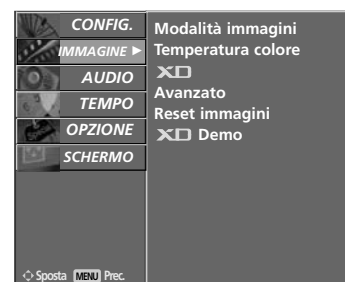 CONFIG.
IMMAGINE ►
AUDIO
TEMPO
OPZIONE
SCHERMO
Modalità immagini
Temperatura colore
XD
Avanzato
Reset immagini
XD Demo
Sposta MENU Prec.